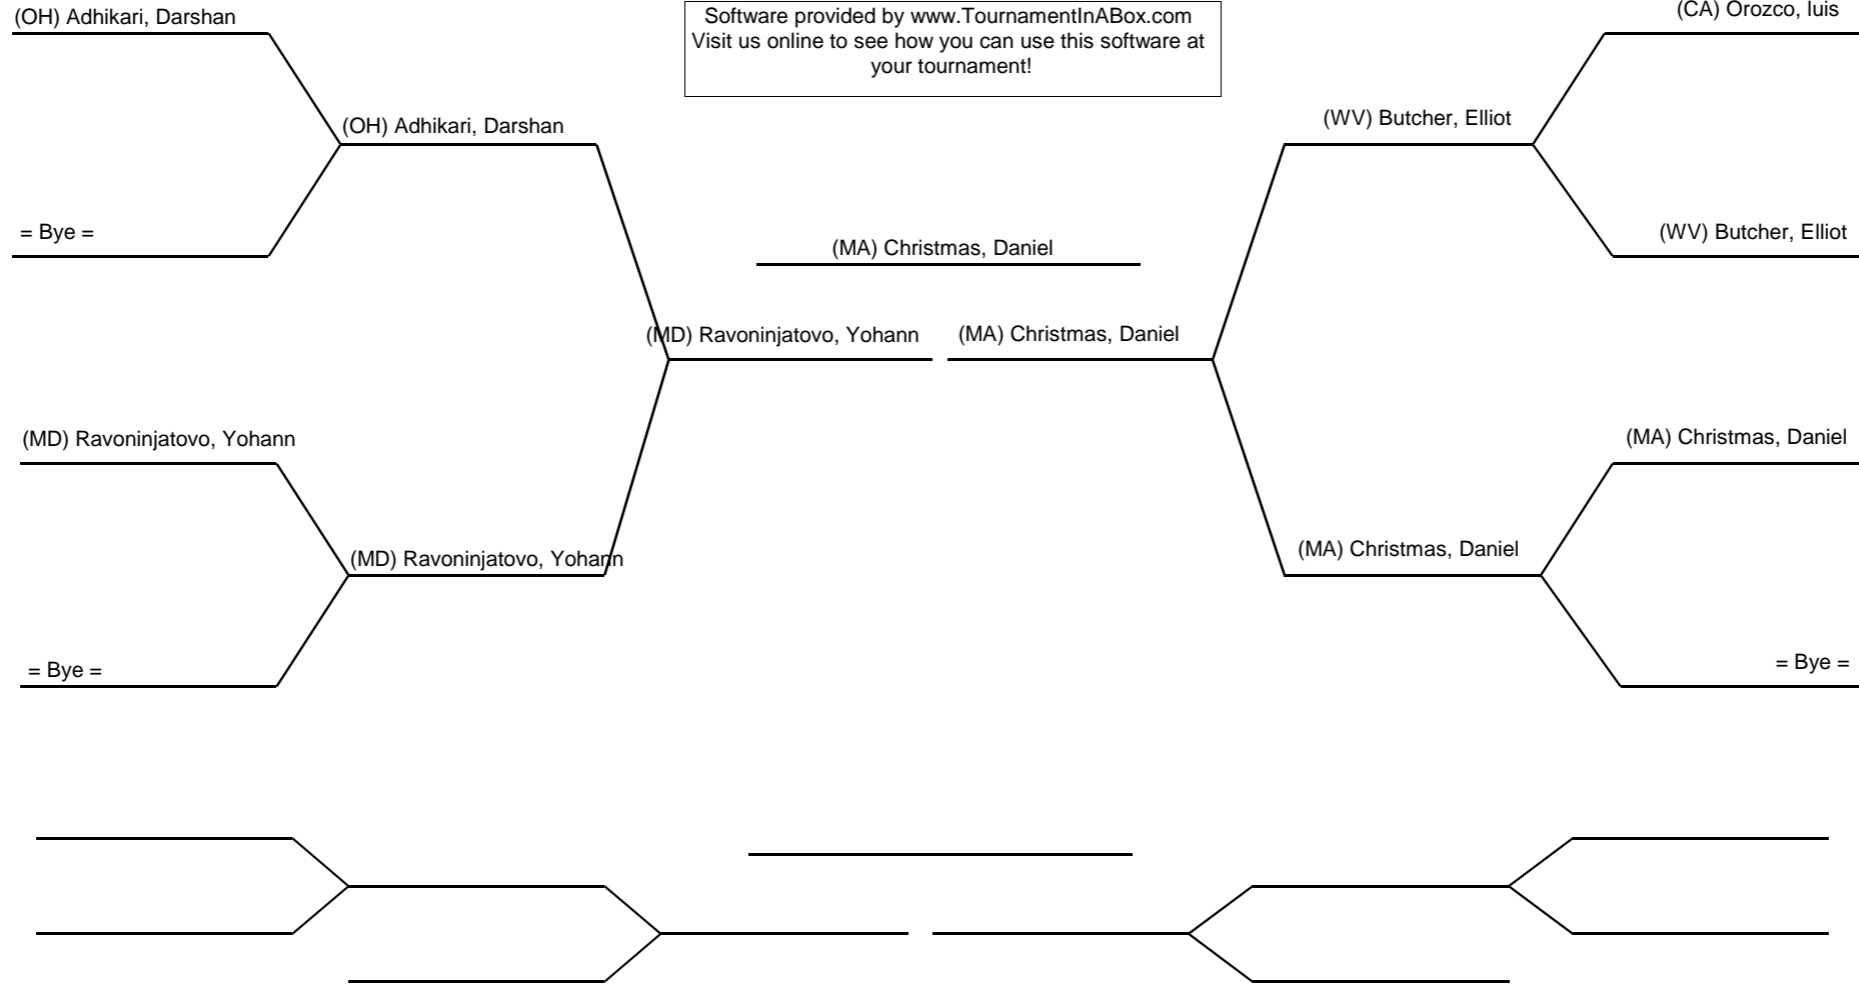 (OH) Adhikari, Darshan
Software provided by www.TournamentInABox.com
Visit us online to see how you can use this software at
your tournament!
(CA) Orozco, luis
(OH) Adhikari, Darshan
(WV) Butcher, Elliot
= Bye =
(MA) Christmas, Daniel
(WV) Butcher, Elliot
(MD) Ravoninjatovo, Yohann
(MA) Christmas, Daniel
(MD) Ravoninjatovo, Yohann
(MA) Christmas, Daniel
(MD) Ravoninjatovo, Yohann
(MA) Christmas, Daniel
= Bye =
= Bye =